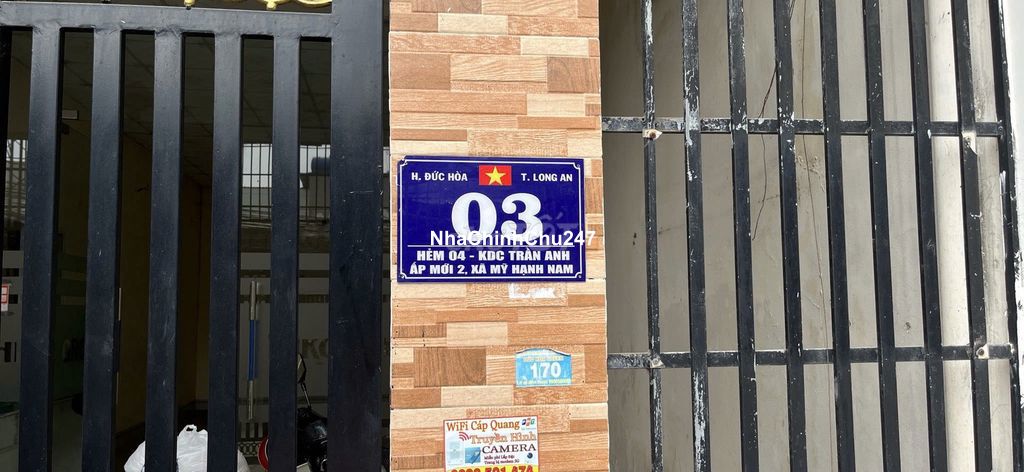 H. ĐỨC HÒA T. LONG AN
03
NhaChinhChu247
HẺM 04 - KDC TRẦN ANH
ẤP MỚI 2, XÃ MỸ HẠNH NAM
170
WiFi Cáp Quang FPT
Truyền Hình
CAMERA